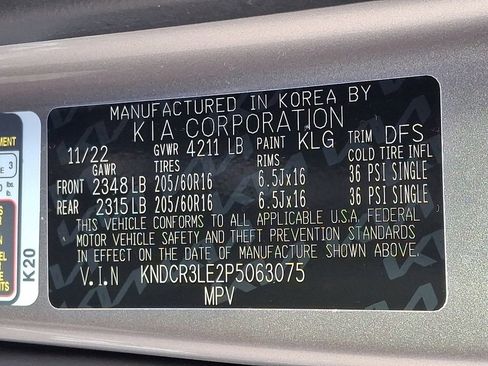 MANUFACTURED IN KOREA BY
KIA CORPORATION
11/22 GVWR 4211 LB PAINT KLG TRIM DFS
GAWR TIRES RIMS COLD TIRE INFL
FRONT 2348 LB 205/60R16 6.5Jx16 36 PSI SINGLE
REAR 2315 LB 205/60R16 6.5Jx16 36 PSI SINGLE
THIS VEHICLE CONFORMS TO ALL APPLICABLE U.S.A. FEDERAL
MOTOR VEHICLE SAFETY AND THEFT PREVENTION STANDARDS
IN EFFECT ON THE DATE OF MANUFACTURE SHOWN ABOVE.
V.I.N KNDCR3LE2P5063075
MPV
K20